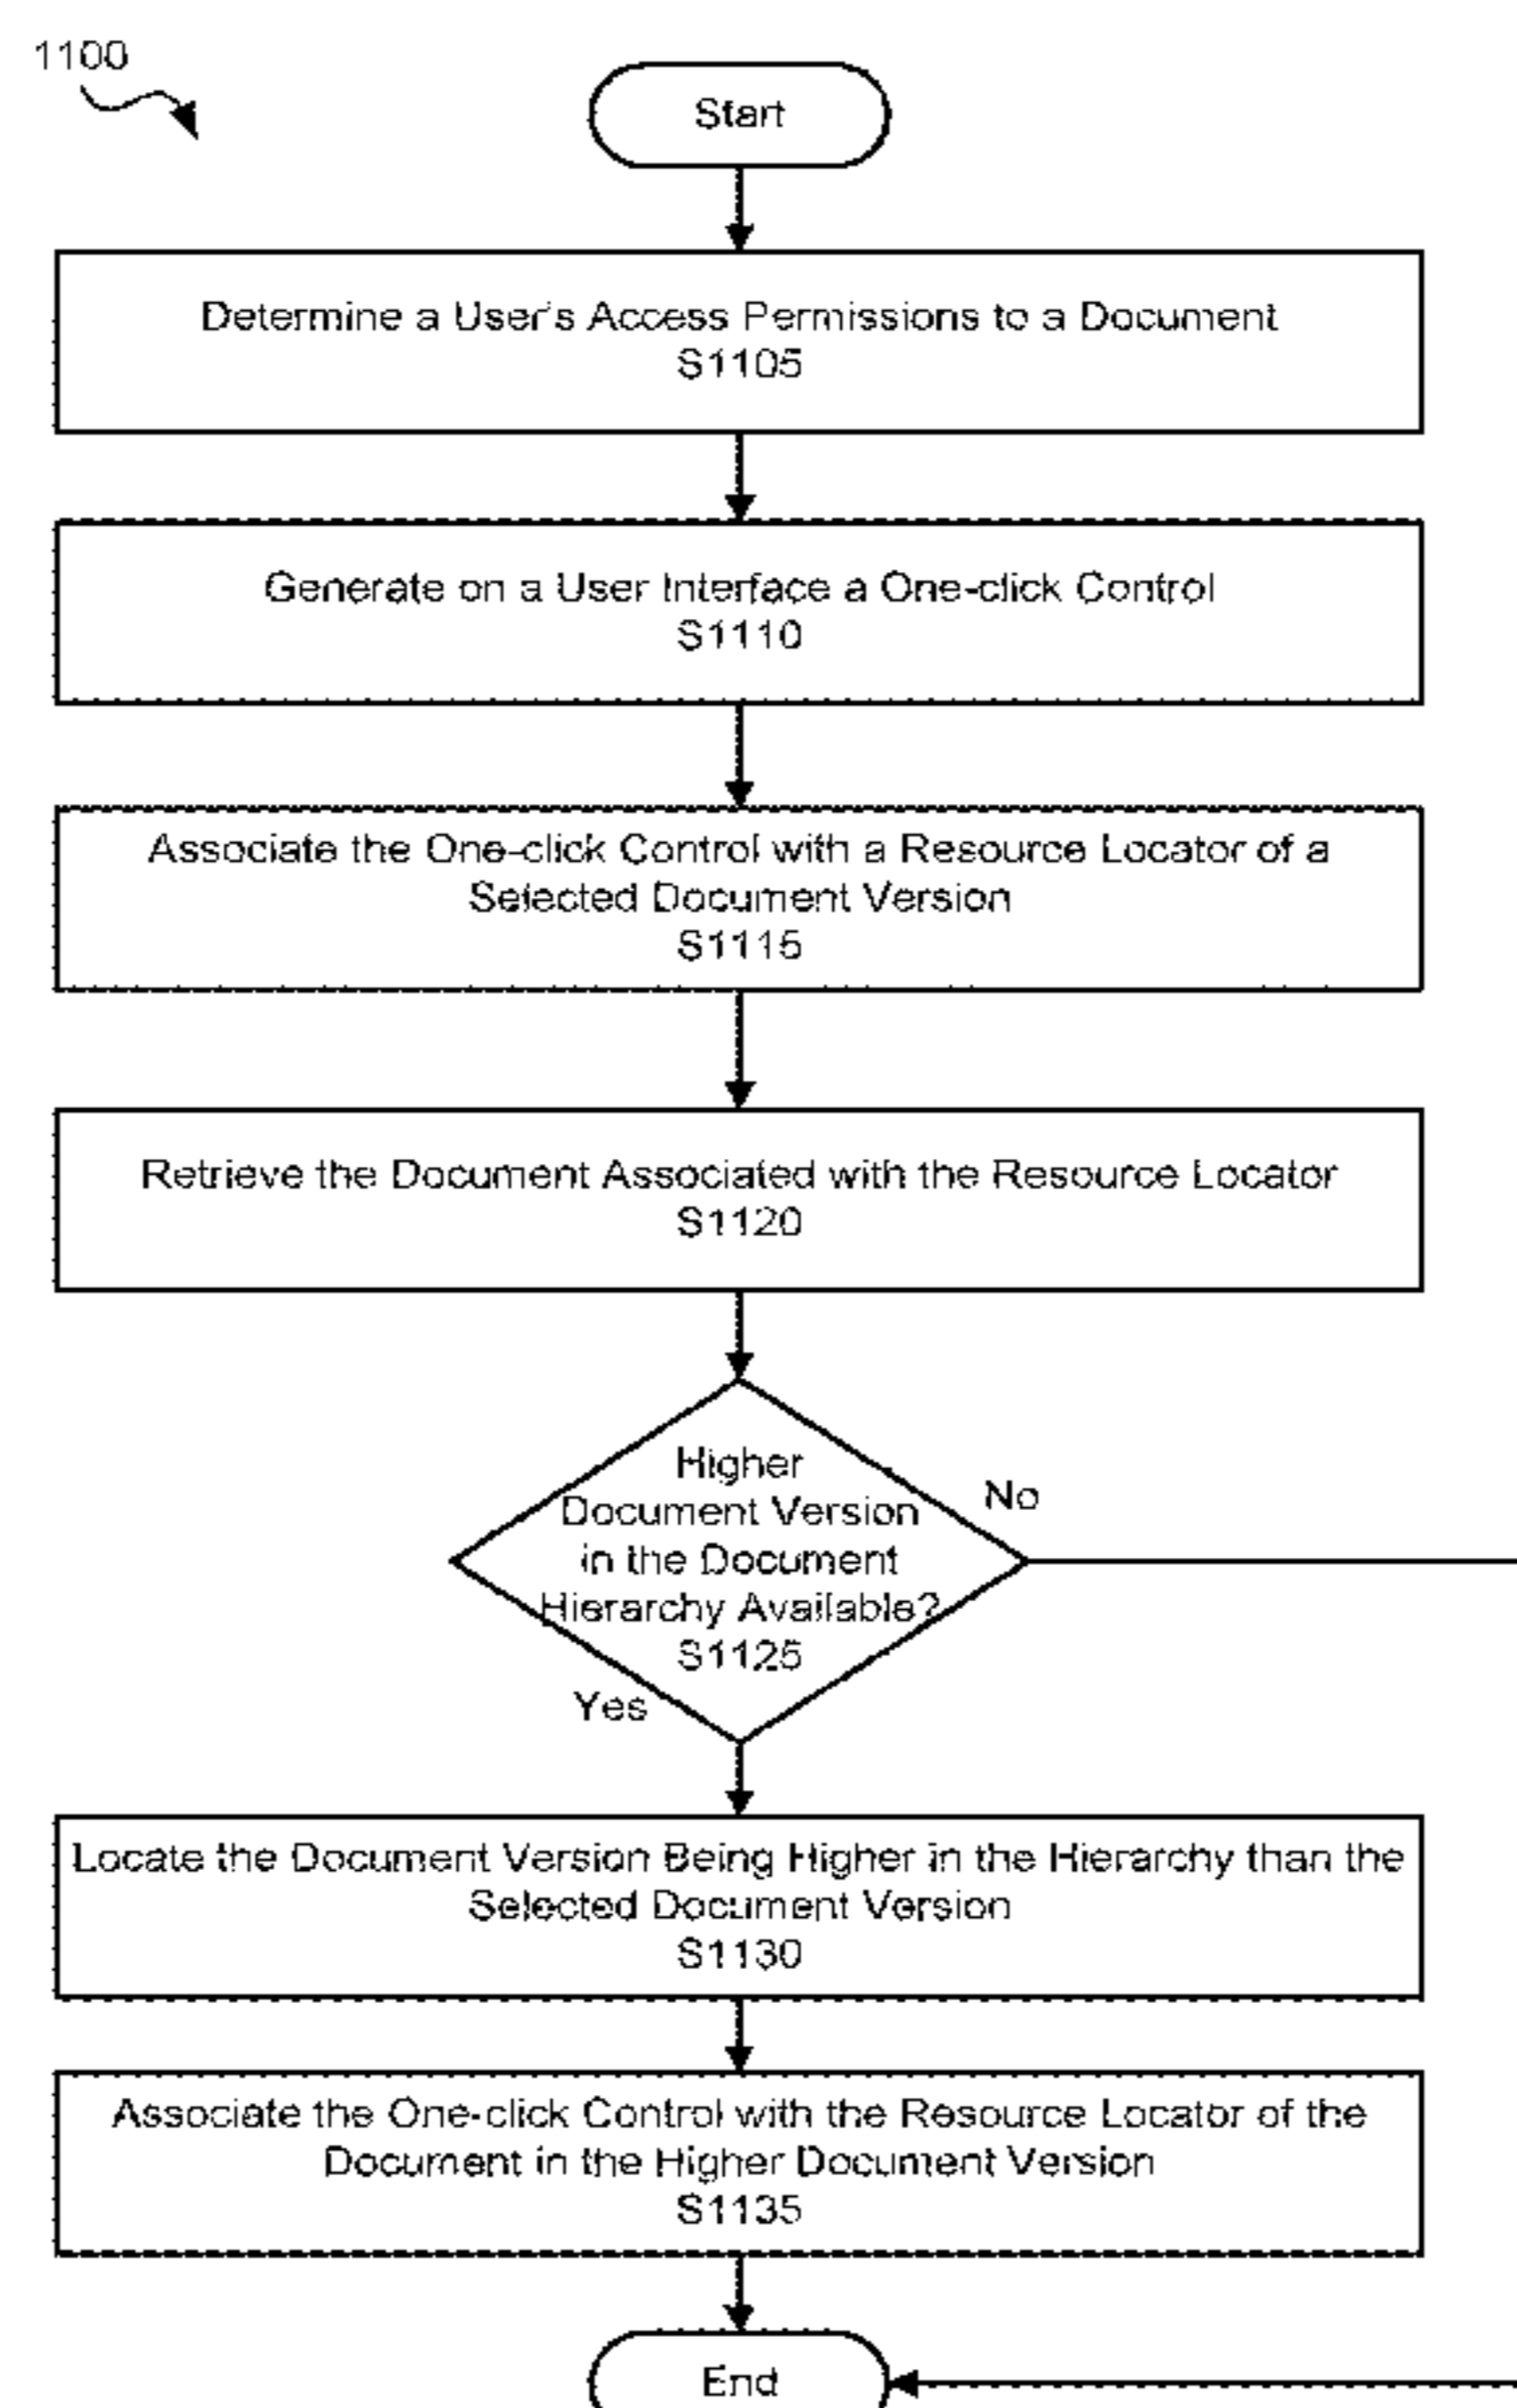 1100
Start
Determine a User's Access Permissions to a Document
S1105
Generate on a User Interface a One-click Control
S1110
Associate the One-click Control with a Resource Locator of a
Selected Document Version
S1115
Retrieve the Document Associated with the Resource Locator
S1120
Higher
Document Version
in the Document
Hierarchy Available?
S1125
No
Yes
Locate the Document Version Being Higher in the Hierarchy than the
Selected Document Version
S1130
Associate the One-click Control with the Resource Locator of the
Document in the Higher Document Version
S1135
End